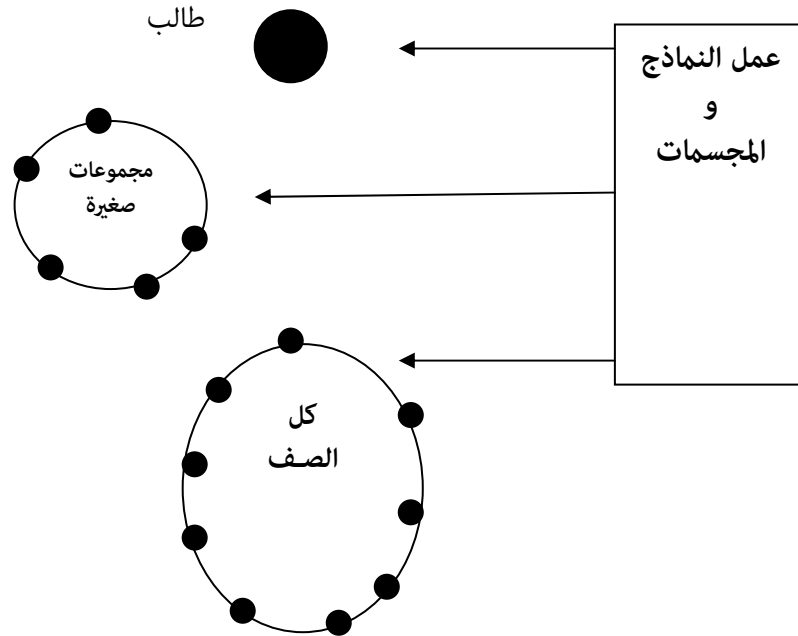 طالب
عمل النماذج
و
المجسمات
مجموعات
صغيرة
كل
الصف